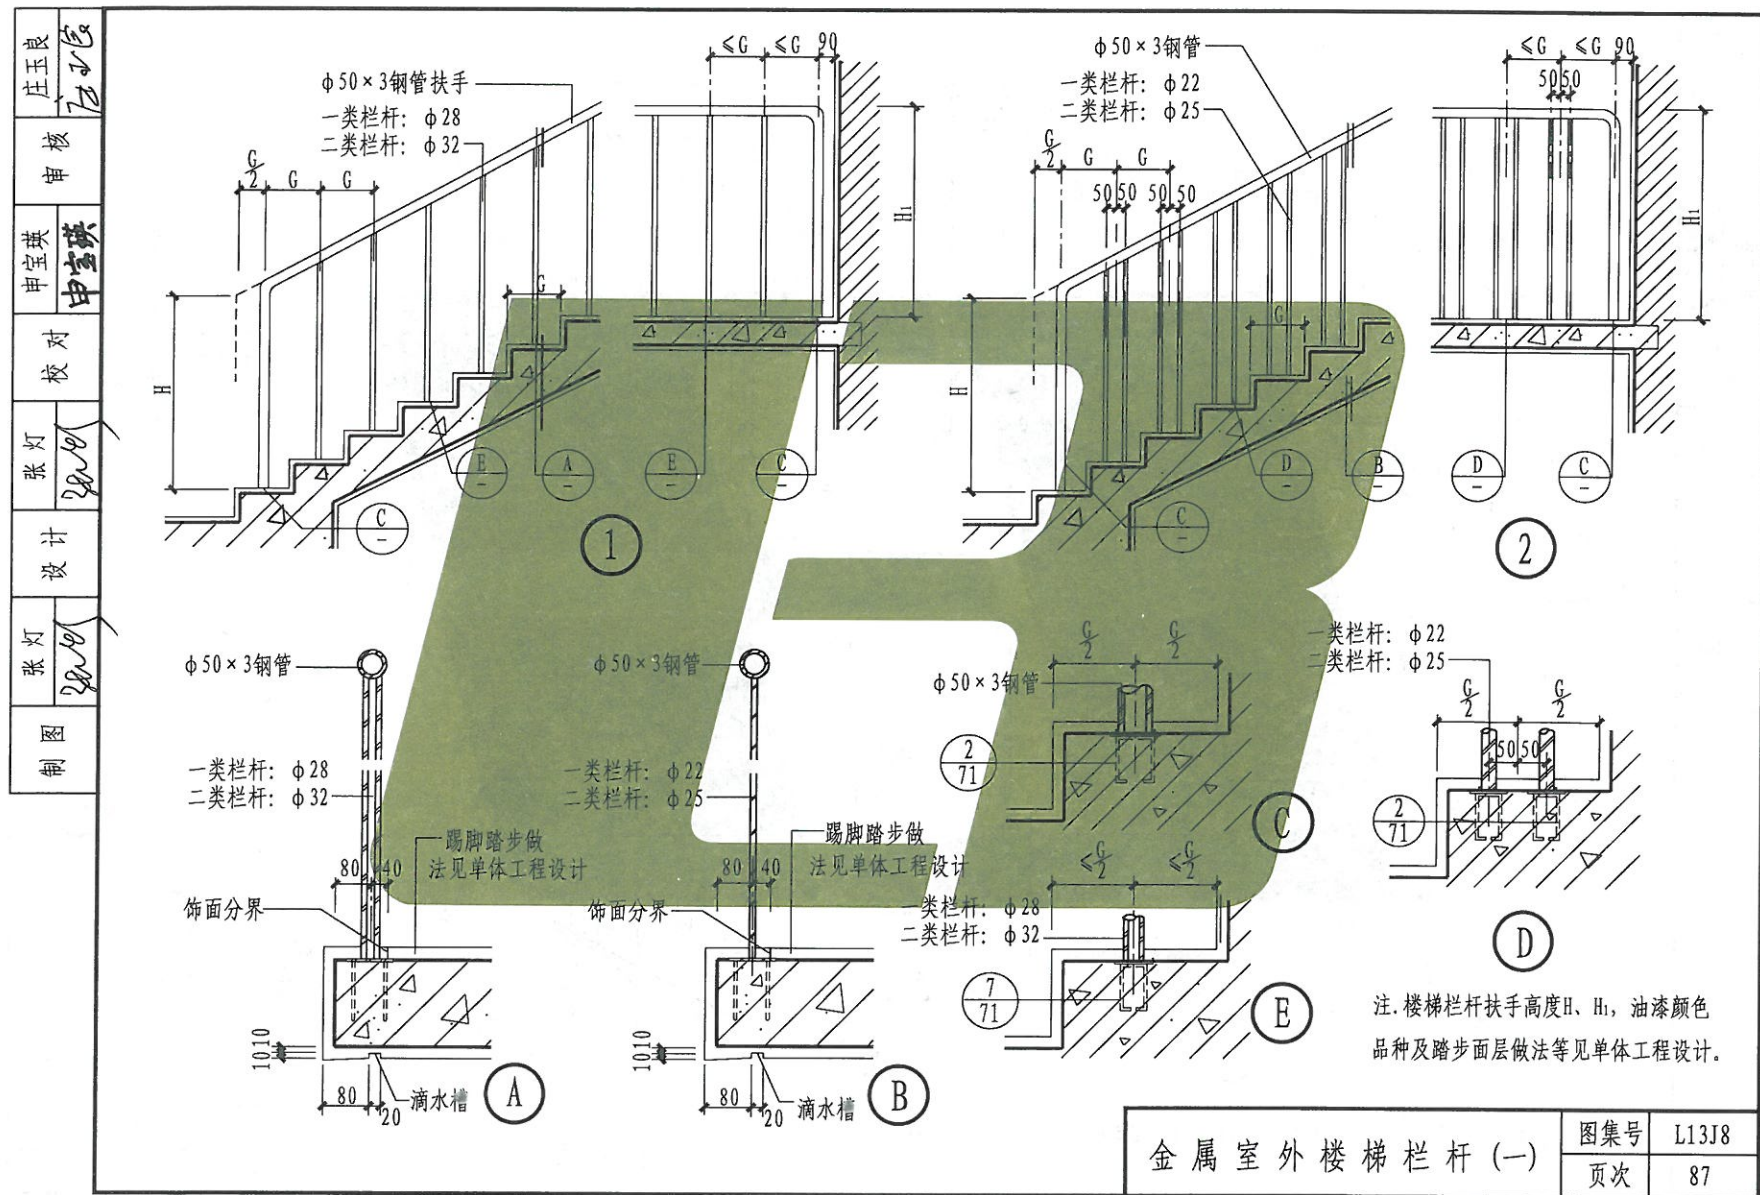 庄玉良
审核
申宝瑛
申宝瑛
校对
张灯
设计
张灯
制图
φ50×3钢管扶手
一类栏杆：φ28
二类栏杆：φ32
G/2
G
G
≤G
≤G
90
H₁
G
H
E
-
A
-
E
-
C
-
C
-
1
φ50×3钢管
一类栏杆：φ22
二类栏杆：φ25
G/2
G
G
50
50
50
50
≤G
≤G
90
50
50
H₁
G
H
D
-
B
-
D
-
C
-
C
-
2
φ50×3钢管
一类栏杆：φ28
二类栏杆：φ32
踢脚踏步做
法见单体工程设计
80
40
饰面分界
1010
80
20
滴水槽
A
φ50×3钢管
一类栏杆：φ22
二类栏杆：φ25
踢脚踏步做
法见单体工程设计
80
40
饰面分界
1010
80
20
滴水槽
B
G/2
G/2
φ50×3钢管
2
71
C
≤G/2
≤G/2
一类栏杆：φ28
二类栏杆：φ32
7
71
E
一类栏杆：φ22
二类栏杆：φ25
G/2
G/2
50
50
2
71
D
注.楼梯栏杆扶手高度H、H₁，油漆颜色
品种及踏步面层做法等见单体工程设计。
金属室外楼梯栏杆(一)
图集号
L13J8
页次
87